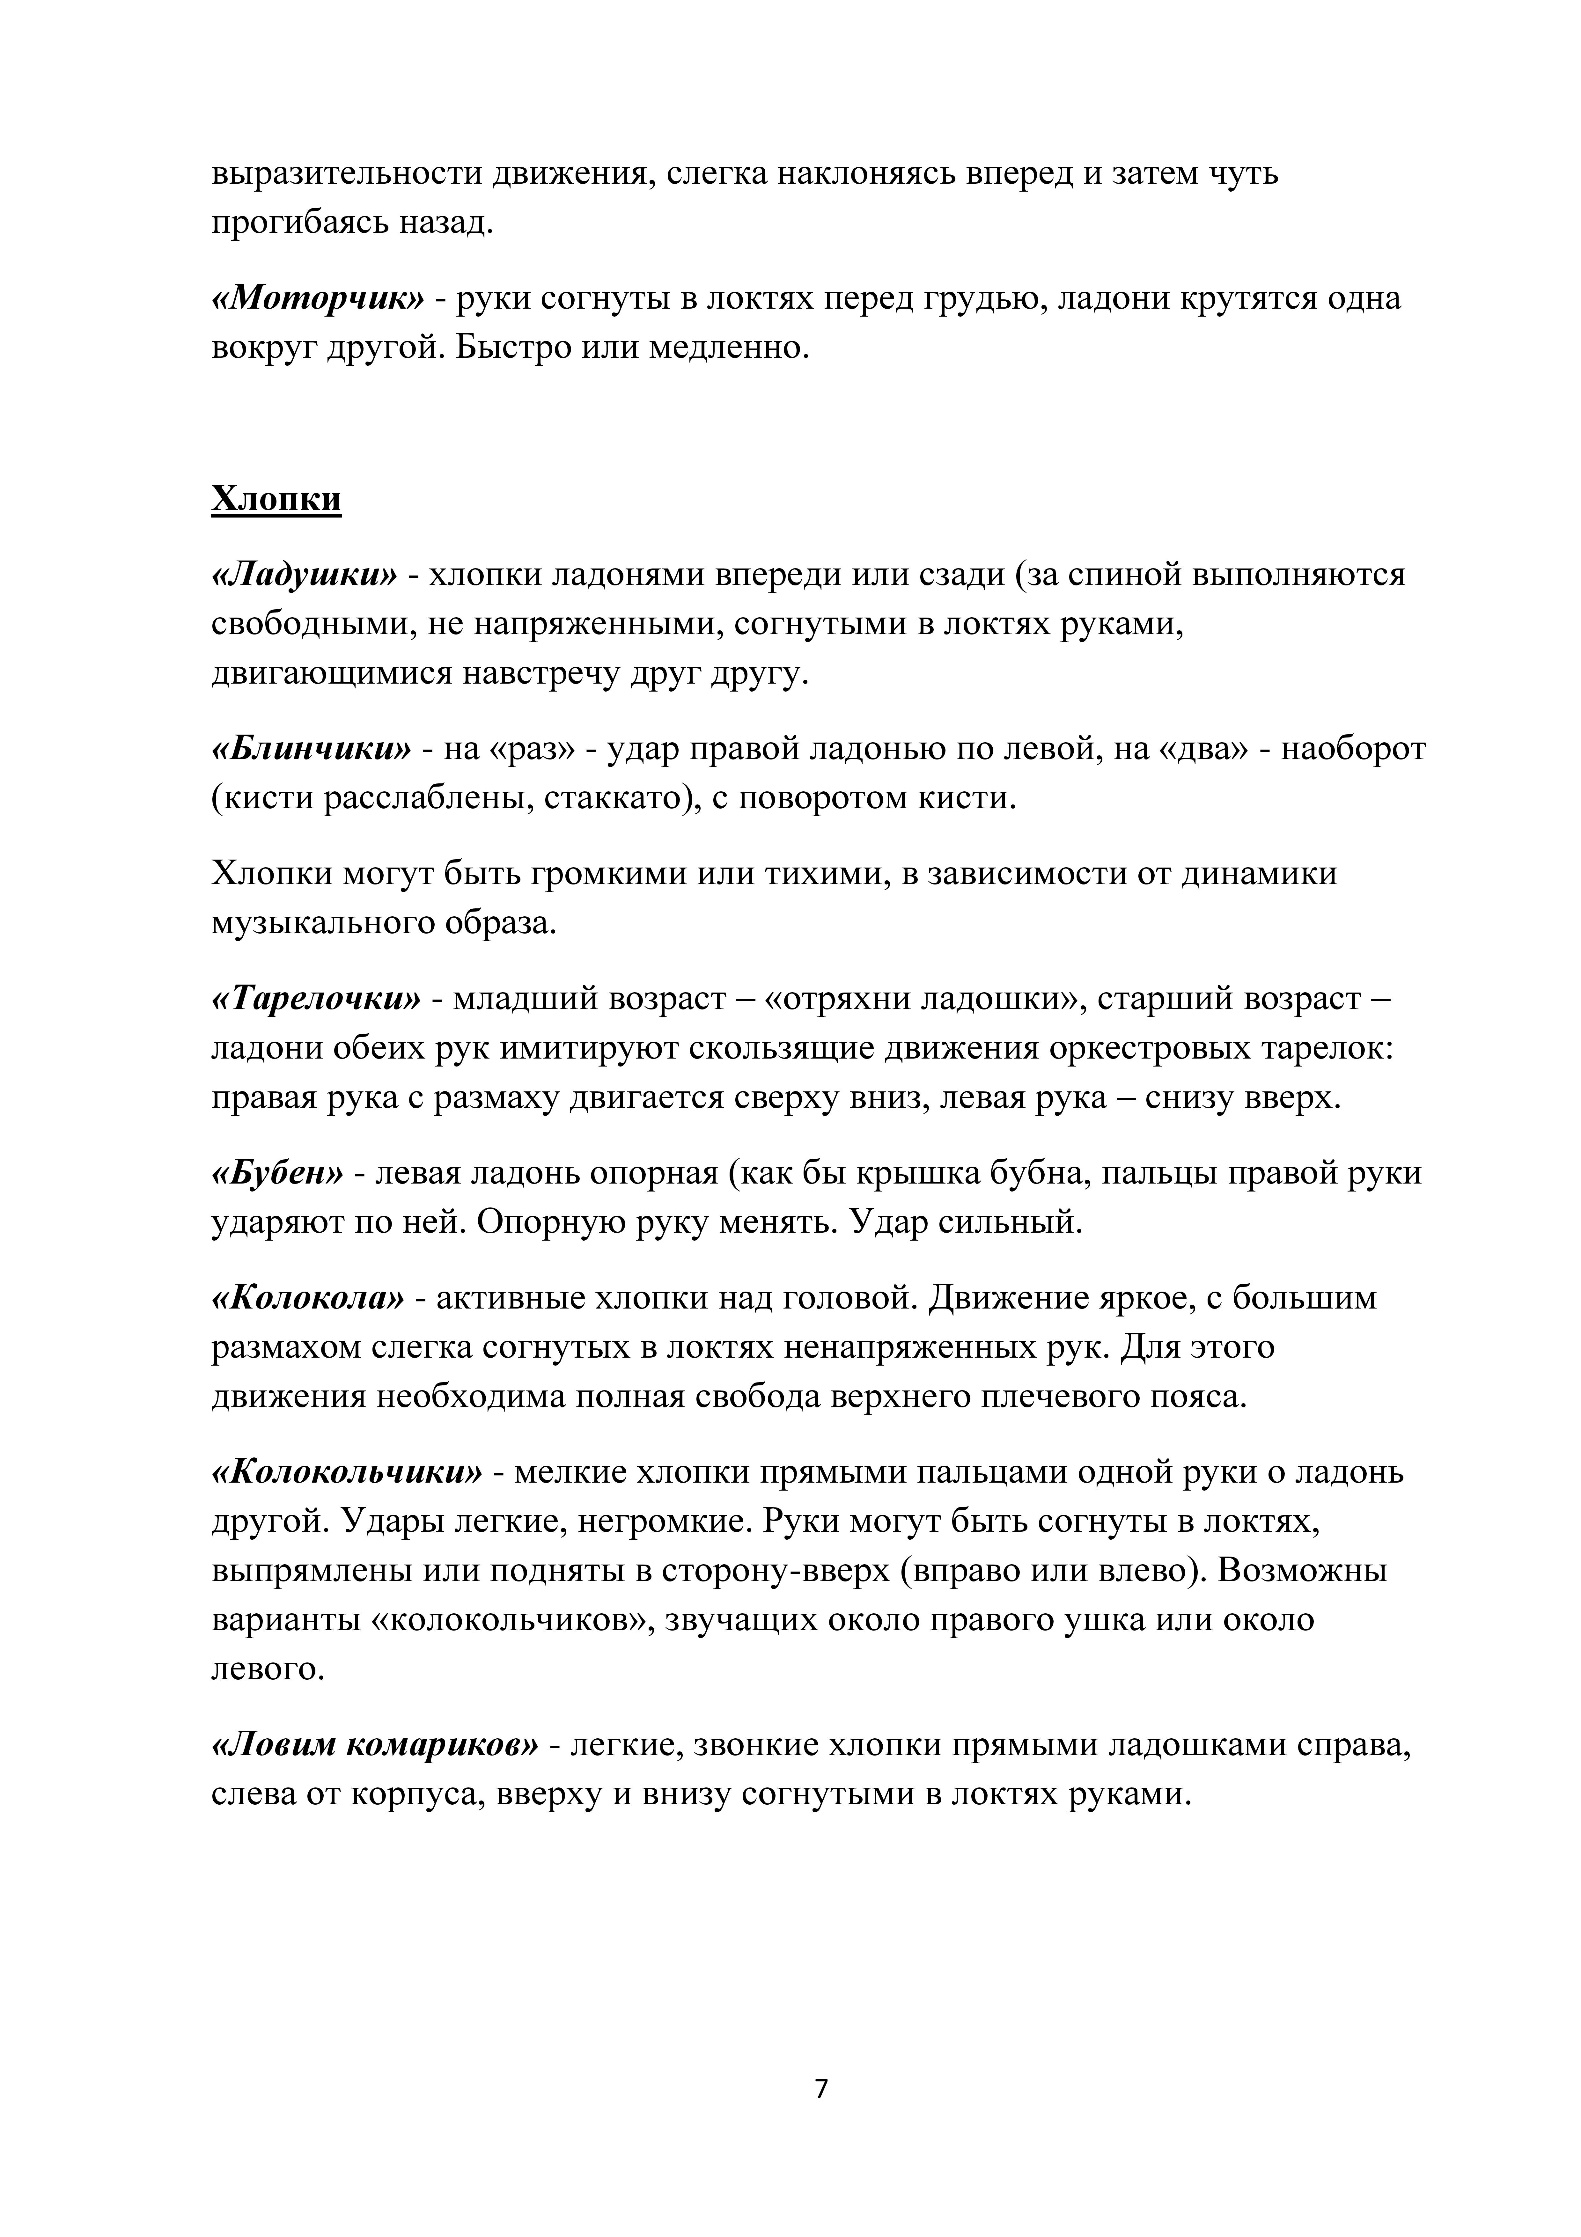 выразительности движения, слегка наклоняясь вперед и затем чуть
прогибаясь назад.
«Моторчик» - руки согнуты в локтях перед грудью, ладони крутятся одна
вокруг другой. Быстро или медленно.
Хлопки
«Ладушки» - хлопки ладонями впереди или сзади (за спиной выполняются
свободными, не напряженными, согнутыми в локтях руками,
двигающимися навстречу друг другу.
«Блинчики» - на «раз» - удар правой ладонью по левой, на «два» - наоборот
(кисти расслаблены, стаккато), с поворотом кисти.
Хлопки могут быть громкими или тихими, в зависимости от динамики
музыкального образа.
«Тарелочки» - младший возраст – «отряхни ладошки», старший возраст –
ладони обеих рук имитируют скользящие движения оркестровых тарелок:
правая рука с размаху двигается сверху вниз, левая рука – снизу вверх.
«Бубен» - левая ладонь опорная (как бы крышка бубна, пальцы правой руки
ударяют по ней. Опорную руку менять. Удар сильный.
«Колокола» - активные хлопки над головой. Движение яркое, с большим
размахом слегка согнутых в локтях ненапряженных рук. Для этого
движения необходима полная свобода верхнего плечевого пояса.
«Колокольчики» - мелкие хлопки прямыми пальцами одной руки о ладонь
другой. Удары легкие, негромкие. Руки могут быть согнуты в локтях,
выпрямлены или подняты в сторону-вверх (вправо или влево). Возможны
варианты «колокольчиков», звучащих около правого ушка или около
левого.
«Ловим комариков» - легкие, звонкие хлопки прямыми ладошками справа,
слева от корпуса, вверху и внизу согнутыми в локтях руками.
7